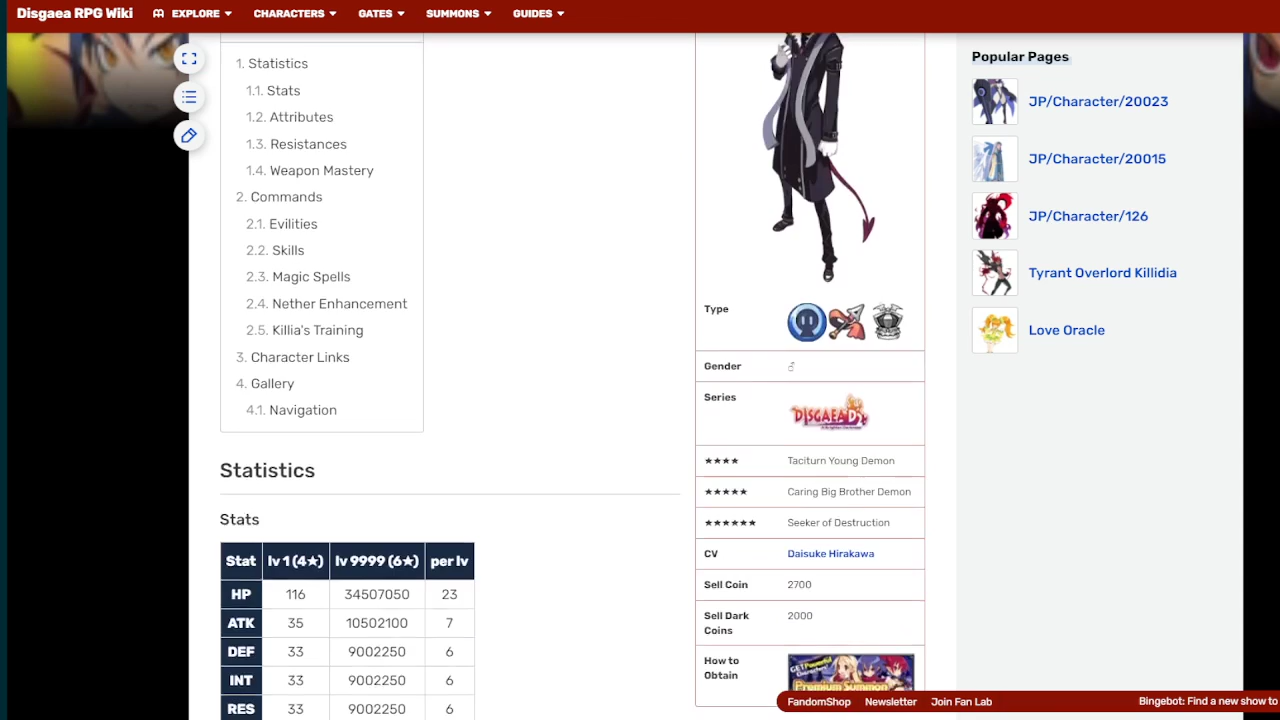 Disgaea RPG Wiki
EXPLORE
CHARACTERS
GATES
SUMMONS
GUIDES
1. Statistics
1.1. Stats
1.2. Attributes
1.3. Resistances
1.4. Weapon Mastery
2. Commands
2.1. Evilities
2.2. Skills
2.3. Magic Spells
2.4. Nether Enhancement
2.5. Killia's Training
3. Character Links
4. Gallery
4.1. Navigation
Statistics
Stats
Stat lv 1 (4★) lv 9999 (6★) per lv
HP 116 34507050 23
ATK 35 10502100 7
DEF 33 9002250 6
INT 33 9002250 6
RES 33 9002250 6
Type
Gender ♂
Series DISGAEA D2
★★★★ Taciturn Young Demon
★★★★★ Caring Big Brother Demon
★★★★★★ Seeker of Destruction
CV Daisuke Hirakawa
Sell Coin 2700
Sell Dark Coins 2000
How to Obtain
GET Powerful Characters!
Premium Summon
Popular Pages
JP/Character/20023
JP/Character/20015
JP/Character/126
Tyrant Overlord Killidia
Love Oracle
FandomShop
Newsletter
Join Fan Lab
Bingebot: Find a new show to